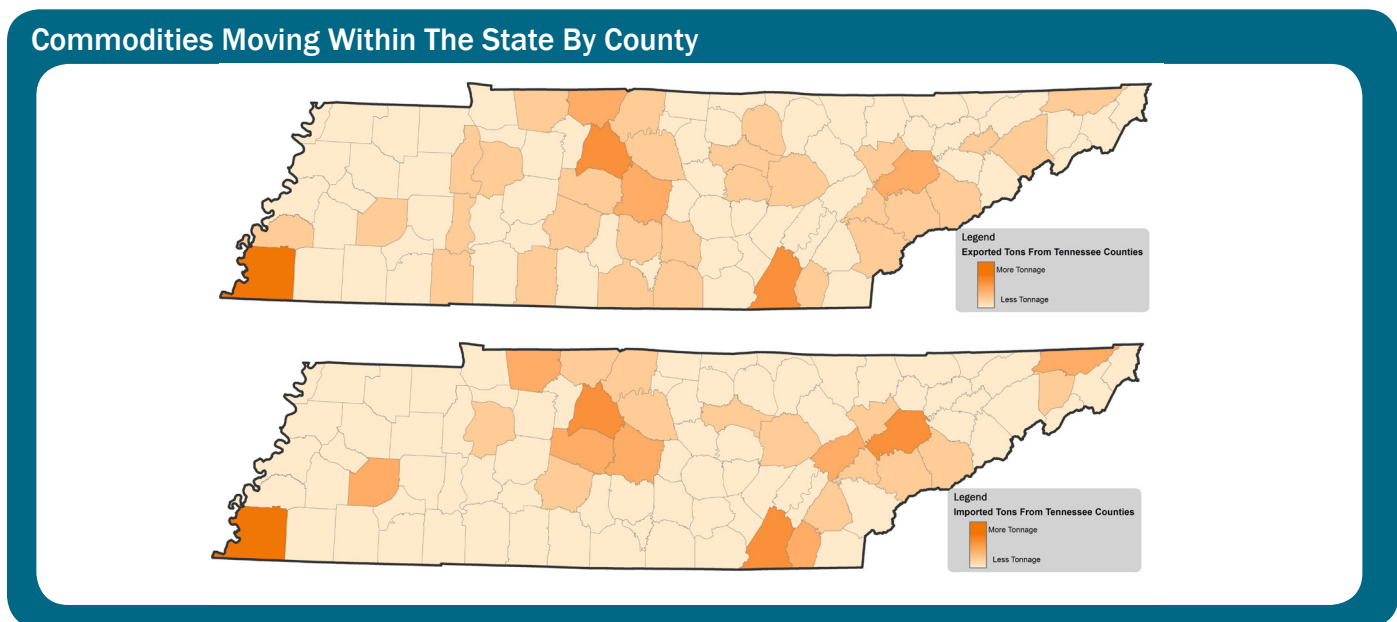 Commodities Moving Within The State By County
Legend
Exported Tons From Tennessee Counties
More Tonnage
Less Tonnage
Legend
Imported Tons From Tennessee Counties
More Tonnage
Less Tonnage